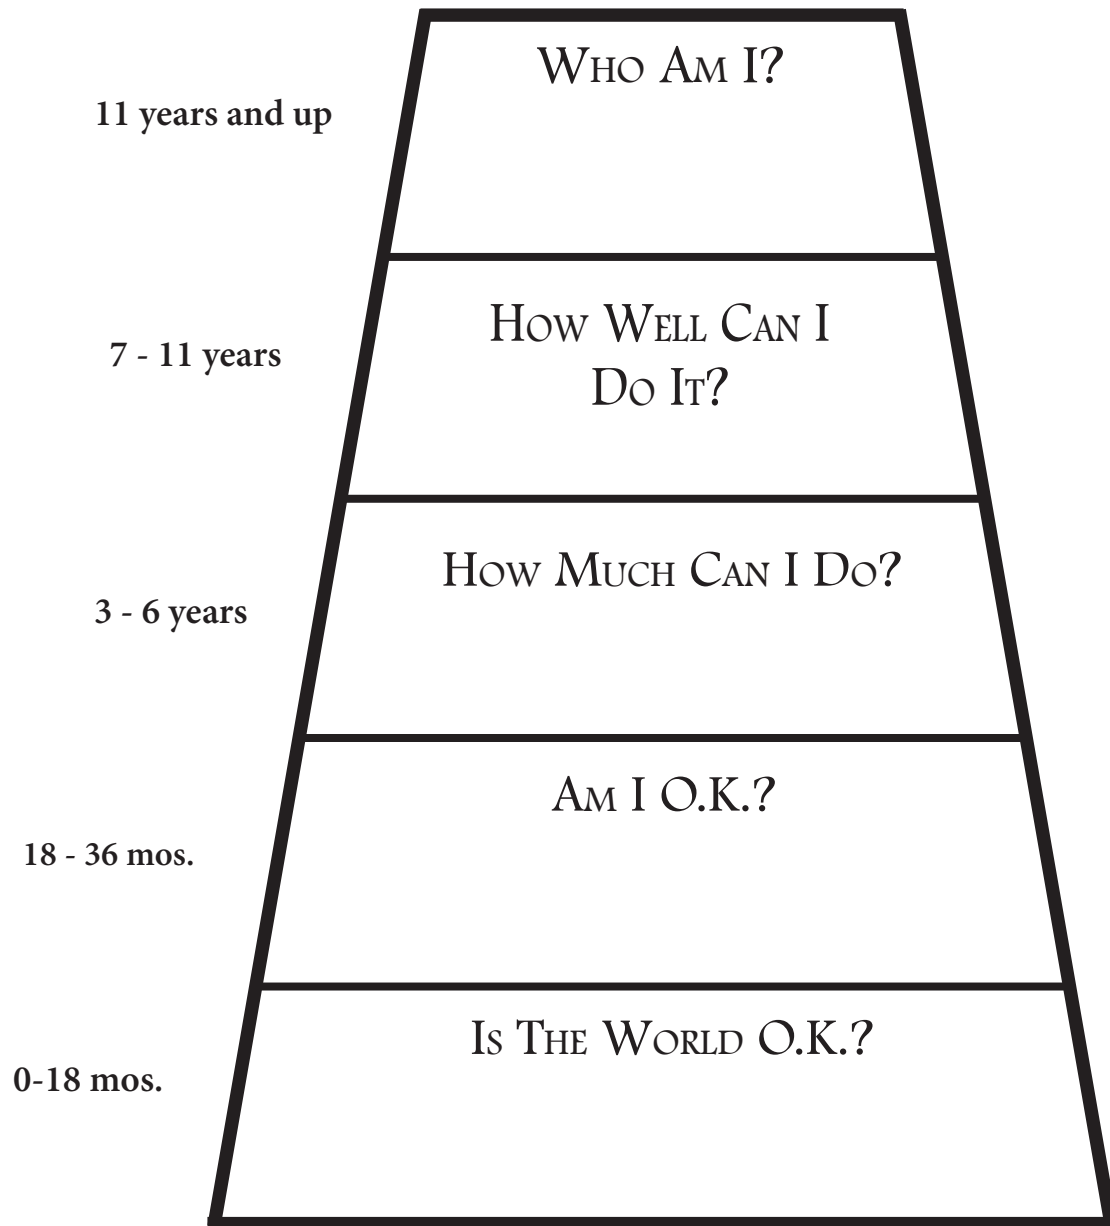 Who Am I?
11 years and up
How Well Can I
7 - 11 years
Do It?
How Much Can I Do?
3 - 6 years
Am I O.K.?
18 - 36 mos.
Is The World O.K.?
0-18 mos.